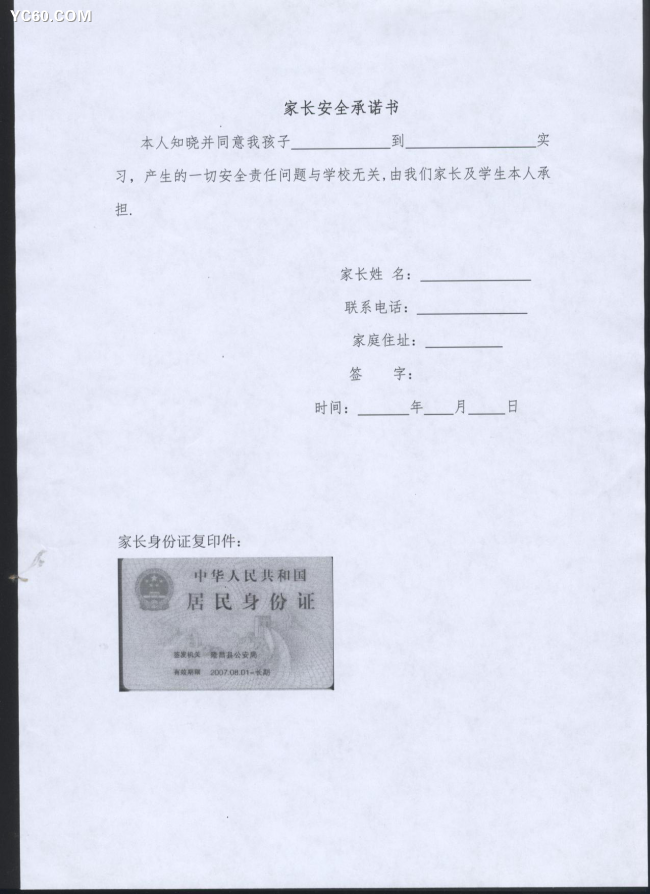 YC60.COM
家长安全承诺书
本人知晓并同意我孩子____________到________________实
习，产生的一切安全责任问题与学校无关,由我们家长及学生本人承
担.
家长姓 名：______________
联系电话：______________
家庭住址：__________
签 字：
时间：______年____月_____日
家长身份证复印件：
中华人民共和国
居民身份证
签发机关 县公安局
有效期限 2007.08.01-长期